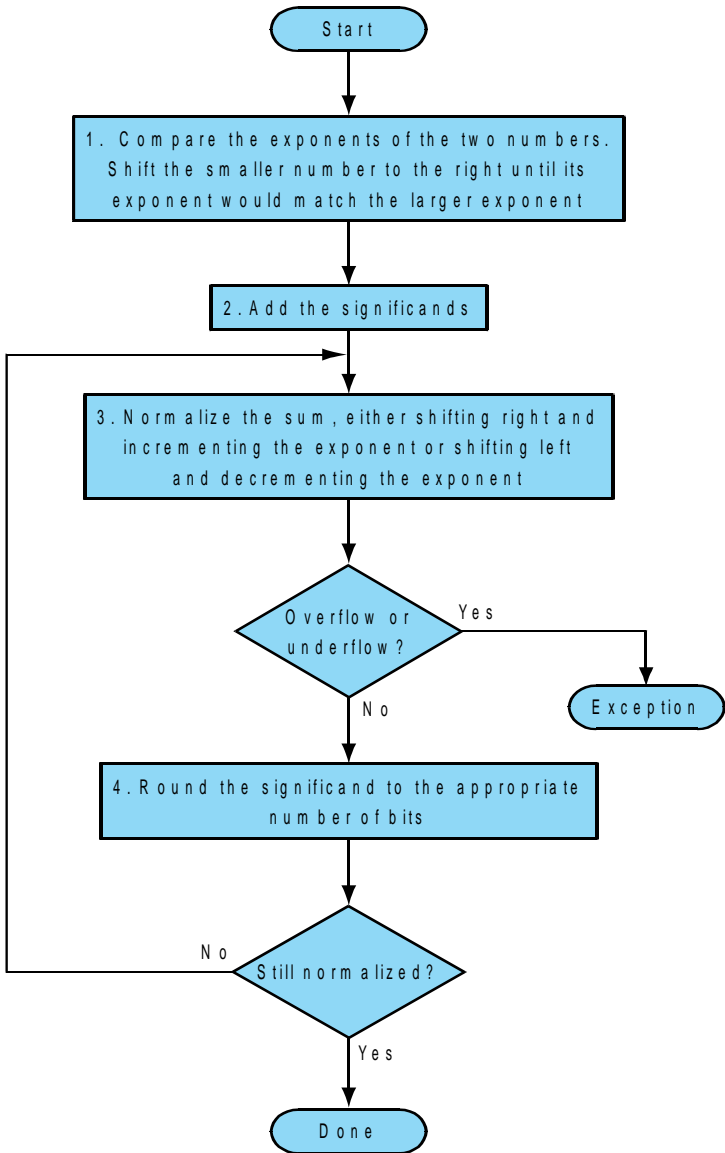 Start
1. Compare the exponents of the two numbers.
Shift the smaller number to the right until its
exponent would match the larger exponent
2. Add the significands
3. Normalize the sum, either shifting right and
incrementing the exponent or shifting left
and decrementing the exponent
Overflow or
underflow?
Yes
Exception
No
4. Round the significand to the appropriate
number of bits
No
Still normalized?
Yes
Done